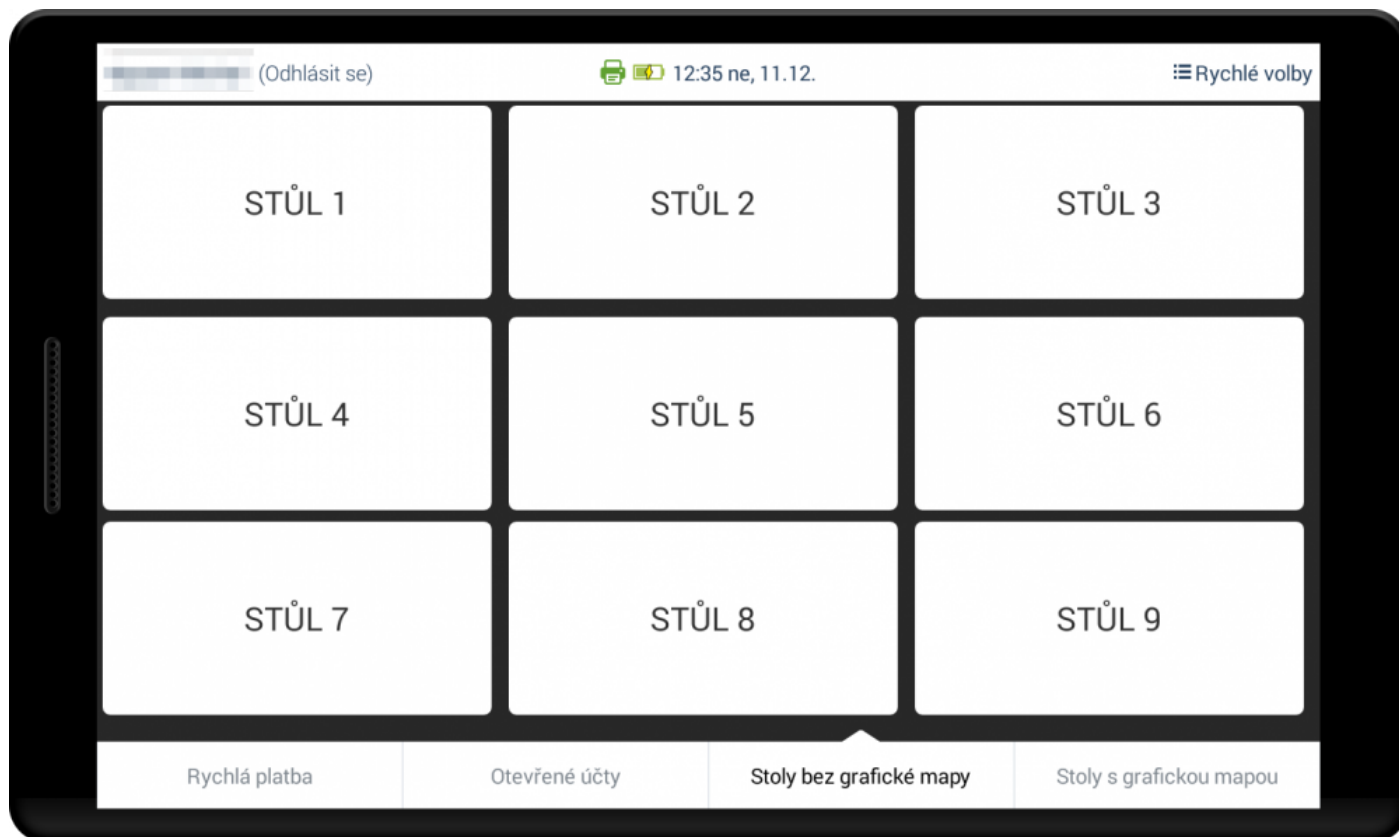 (Odhlásit se) 12:35 ne, 11.12. Rychlé volby
STŮL 1 STŮL 2 STŮL 3
STŮL 4 STŮL 5 STŮL 6
STŮL 7 STŮL 8 STŮL 9
Rychlá platba Otevřené účty Stoly bez grafické mapy Stoly s grafickou mapou